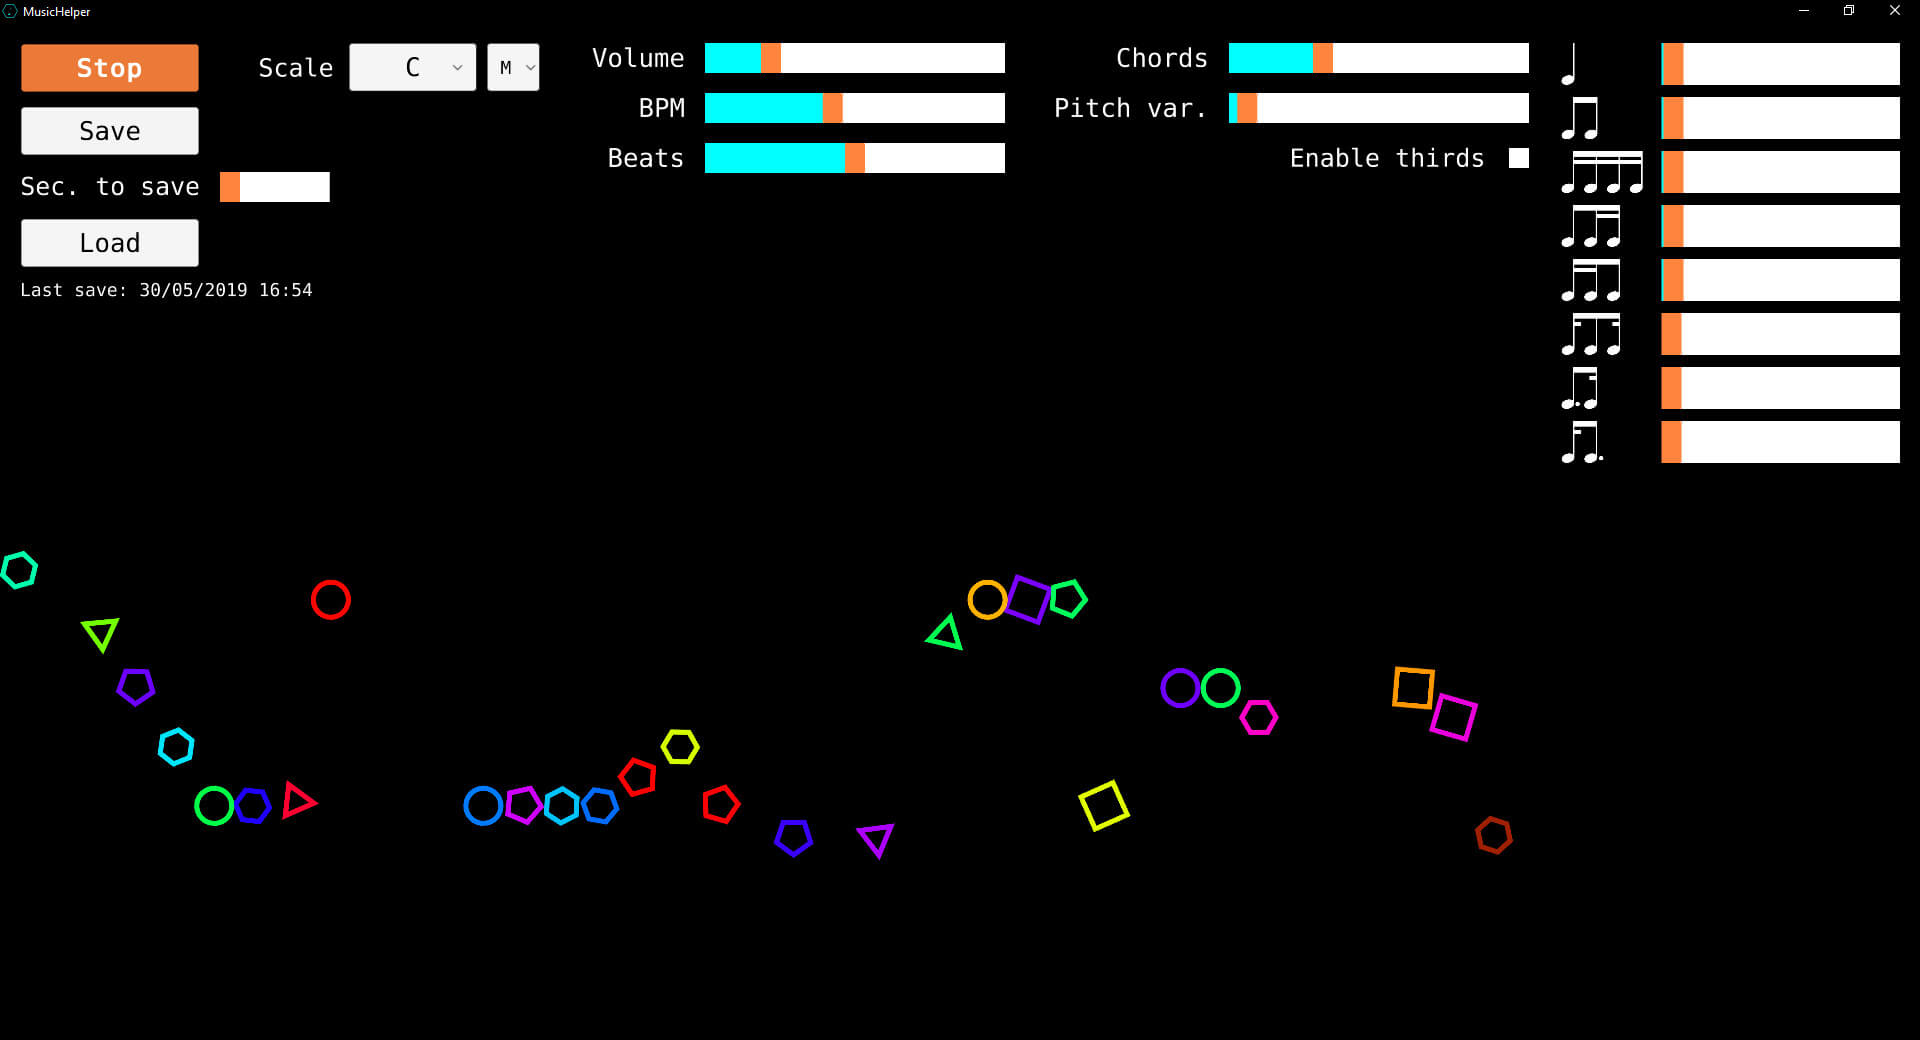 MusicHelper
Stop
Scale
C
M
Volume
Chords
BPM
Pitch var.
Save
Beats
Enable thirds
Sec. to save
Load
Last save: 30/05/2019 16:54